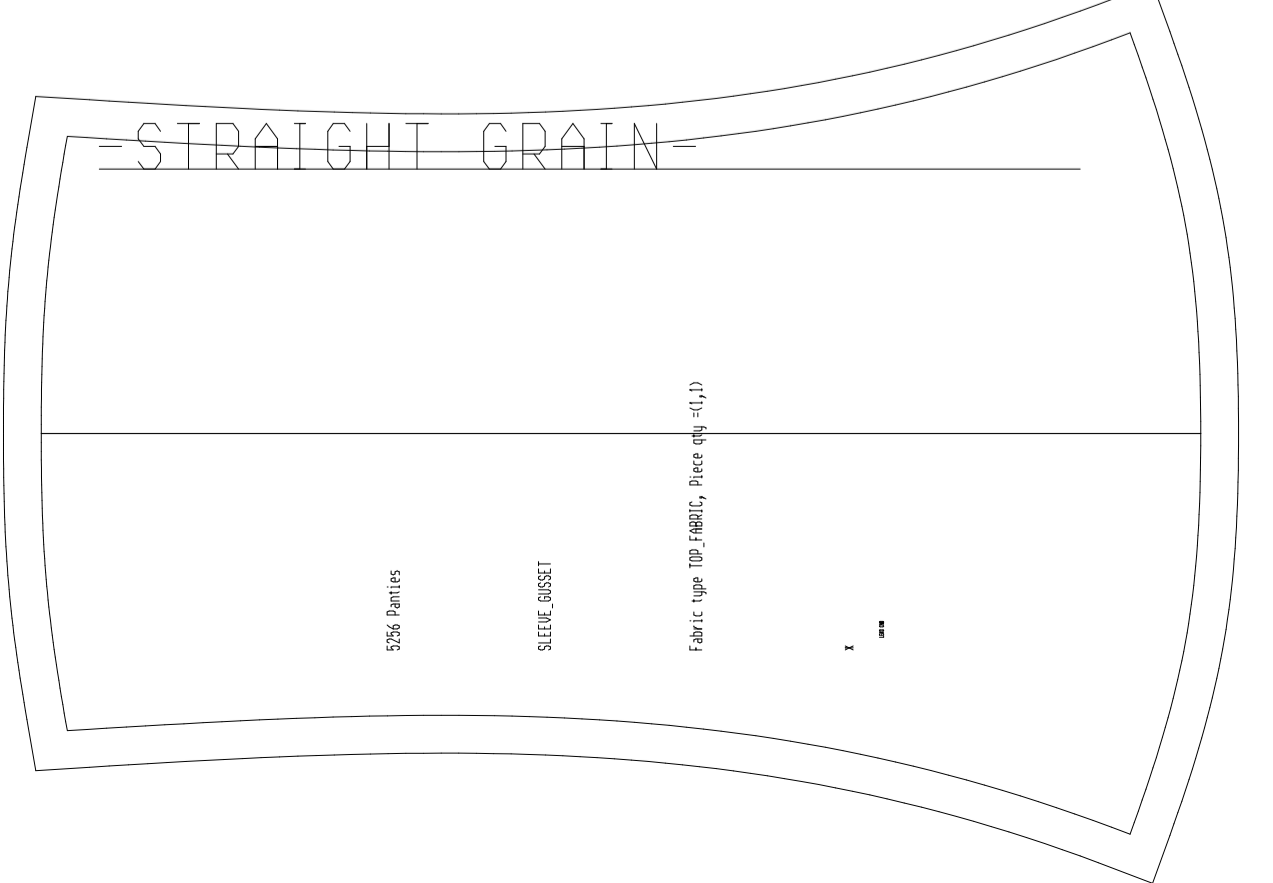 -STRAIGHT GRAIN-
5256 Panties
SLEEVE_GUSSET
Fabric type TOP_FABRIC, Piece qty =(1,1)
X